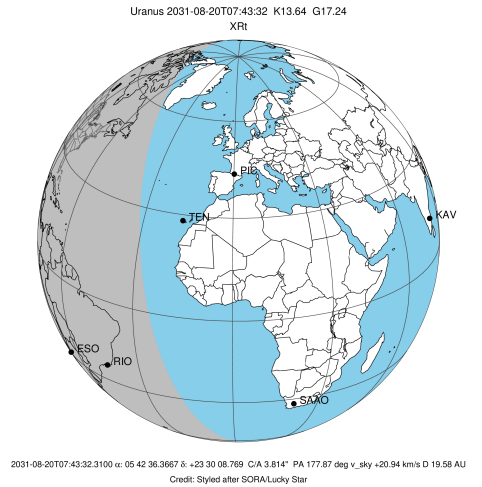 Uranus 2031-08-20T07:43:32 K13.64 G17.24
XRt
PIC
TEN
KAV
ESO
RIO
SAAO
2031-08-20T07:43:32.3100 α: 05 42 36.3667 δ: +23 30 08.769 C/A 3.814" PA 177.87 deg v_sky +20.94 km/s D 19.58 AU
Credit: Styled after SORA/Lucky Star